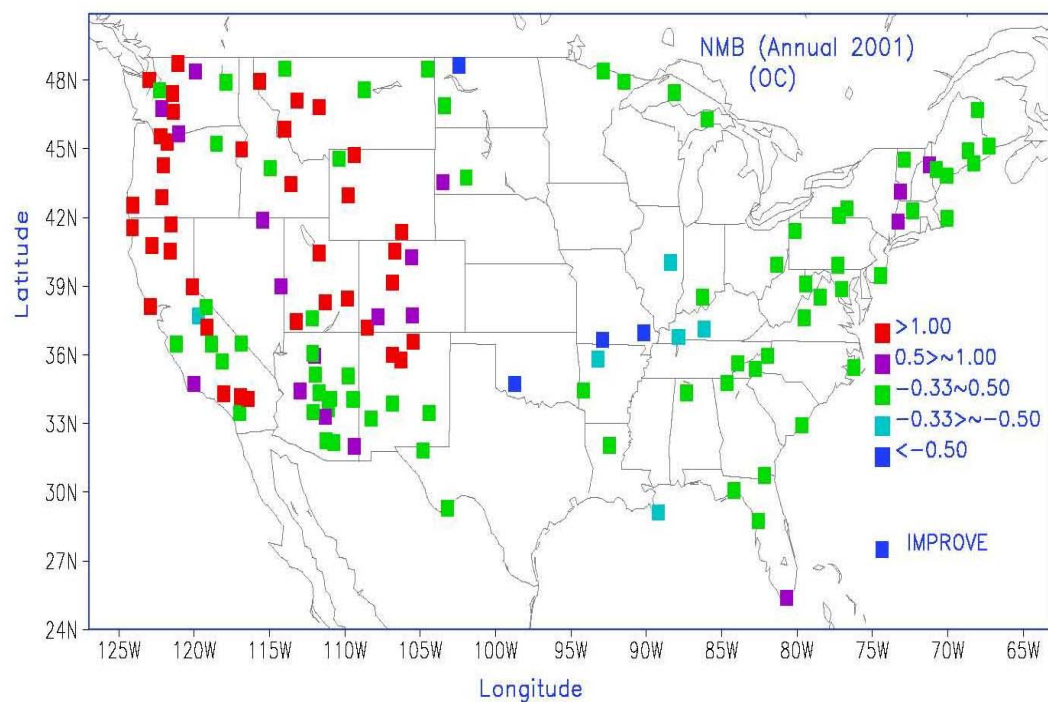 NMB (Annual 2001)
(OC)
48N
45N
42N
39N
36N
33N
30N
27N
24N
Latitude
>1.00
0.5>~1.00
-0.33~0.50
-0.33>~-0.50
<-0.50
IMPROVE
125W 120W 115W 110W 105W 100W 95W 90W 85W 80W 75W 70W 65W
Longitude